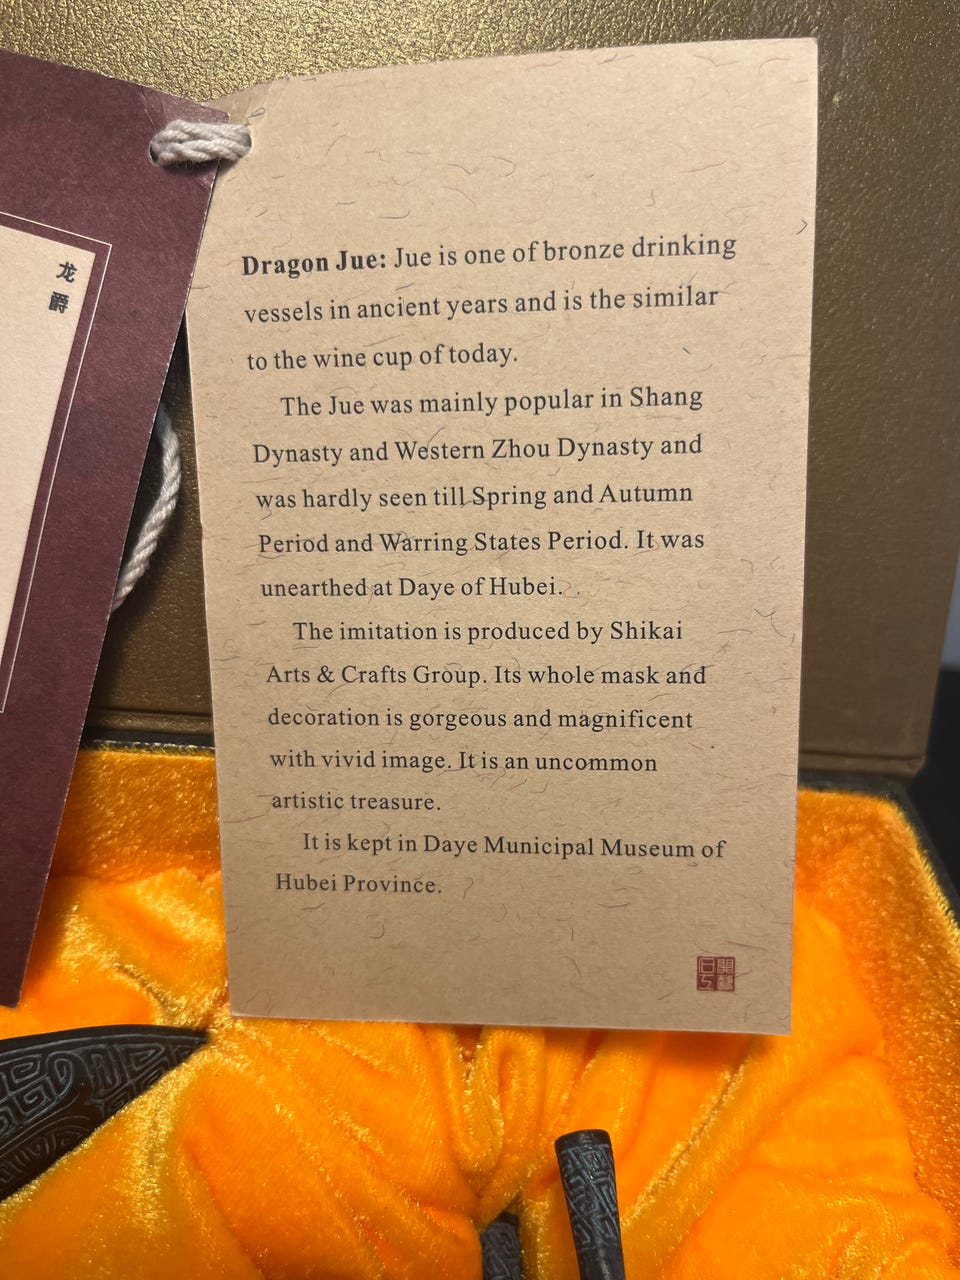 龙爵
Dragon Jue: Jue is one of bronze drinking
vessels in ancient years and is the similar
to the wine cup of today.
The Jue was mainly popular in Shang
Dynasty and Western Zhou Dynasty and
was hardly seen till Spring and Autumn
Period and Warring States Period. It was
unearthed at Daye of Hubei.
The imitation is produced by Shikai
Arts & Crafts Group. Its whole mask and
decoration is gorgeous and magnificent
with vivid image. It is an uncommon
artistic treasure.
It is kept in Daye Municipal Museum of
Hubei Province.